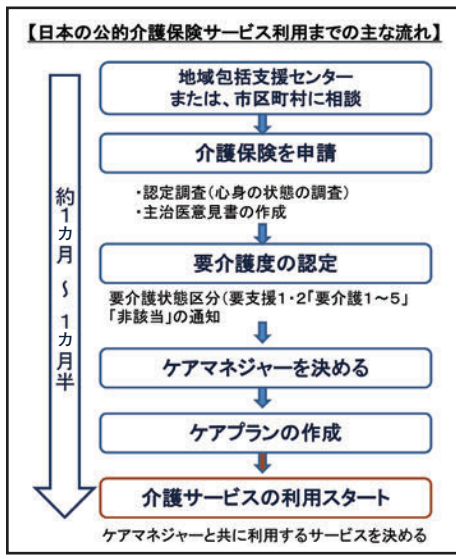 【日本の公的介護保険サービス利用までの主な流れ】
地域包括支援センター
または、市区町村に相談
介護保険を申請
・認定調査(心身の状態の調査)
・主治医意見書の作成
要介護度の認定
要介護状態区分(要支援1・2「要介護1～5」
「非該当」の通知
ケアマネジャーを決める
ケアプランの作成
介護サービスの利用スタート
ケアマネジャーと共に利用するサービスを決める
約1カ月～1カ月半